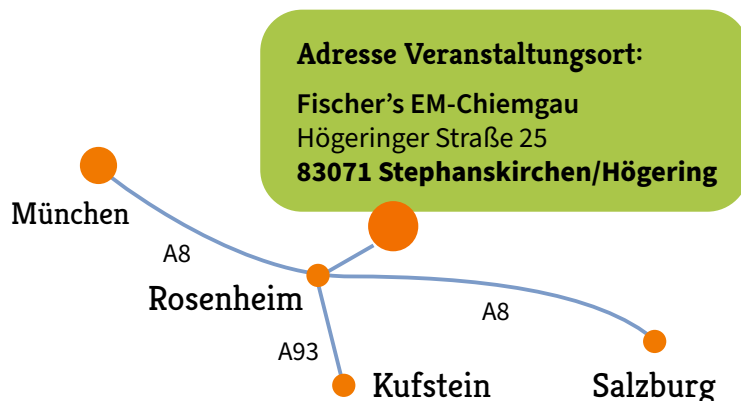 Adresse Veranstaltungsort:
Fischer's EM-Chiemgau
Högeringer Straße 25
83071 Stephanskirchen/Högering
München
A8
Rosenheim
A8
A93
Kufstein
Salzburg